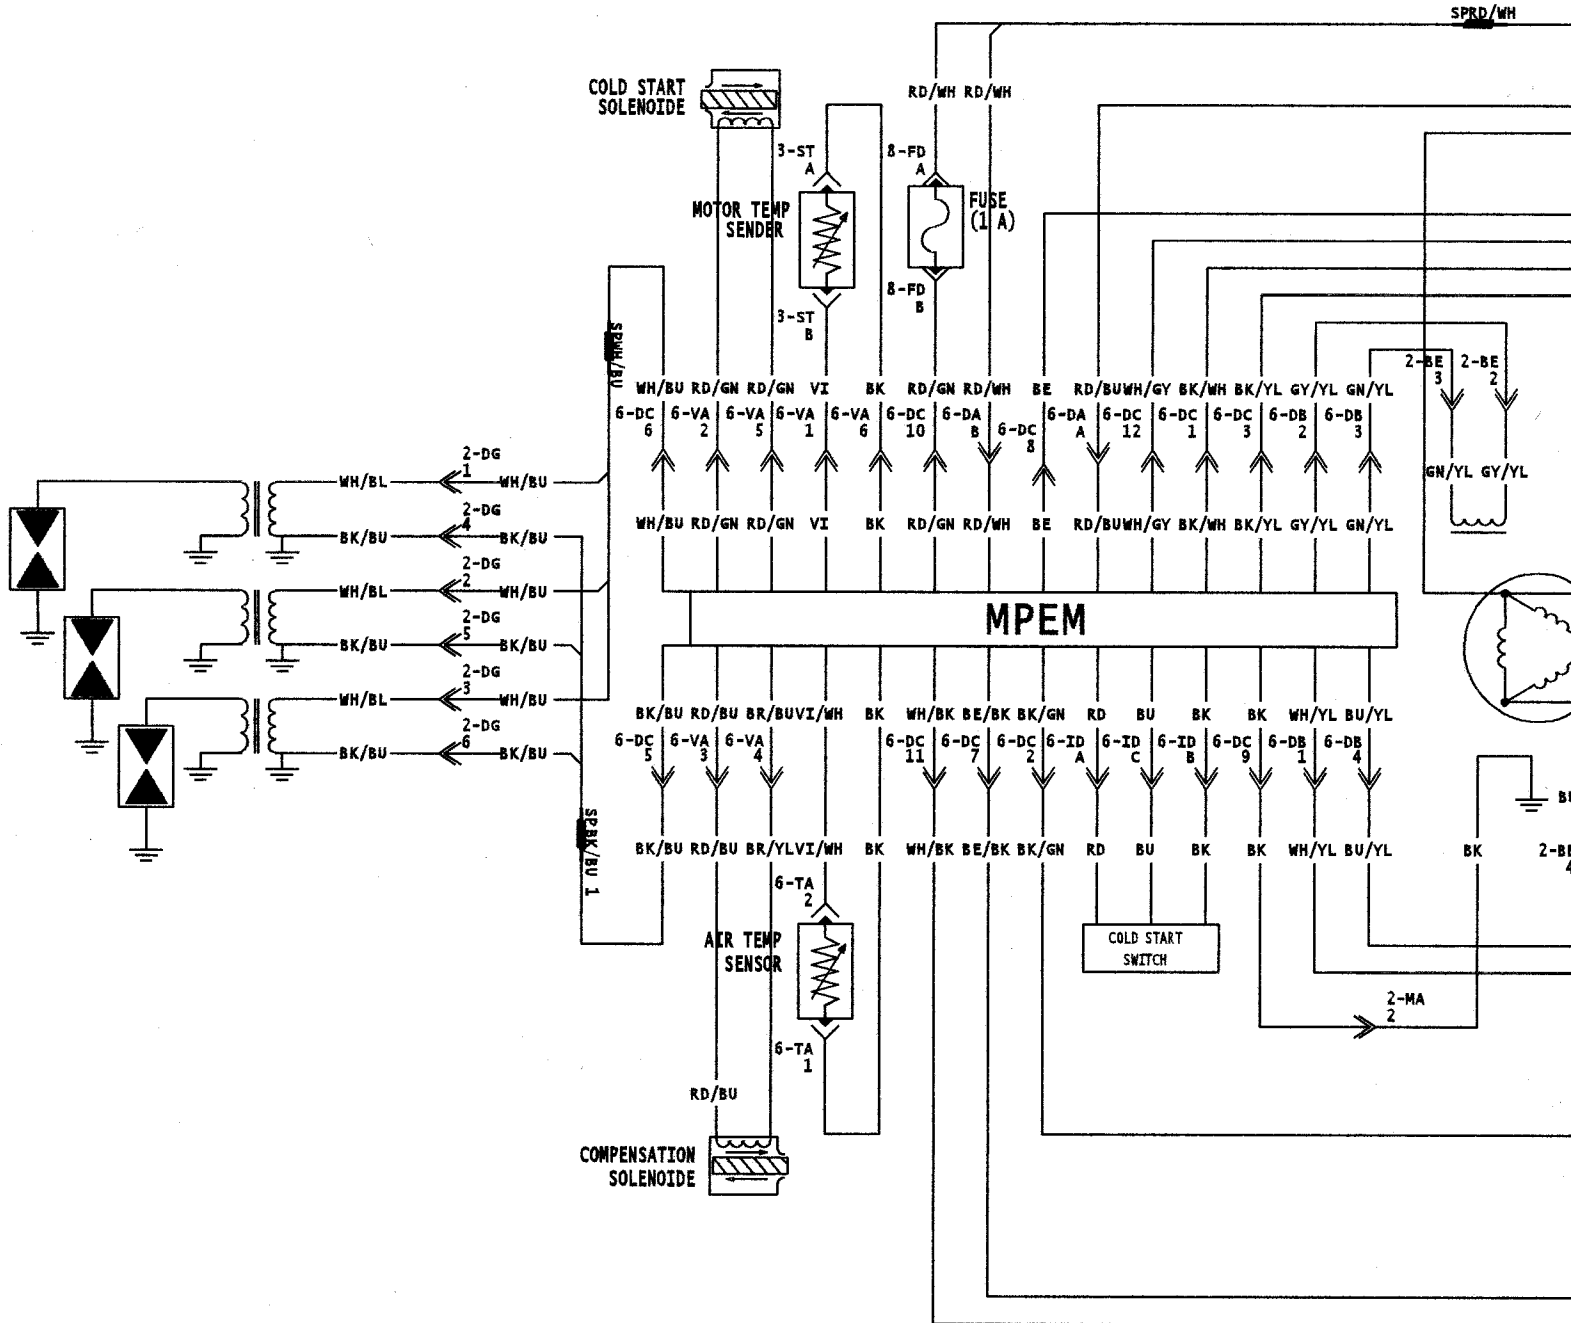 SPRD/WH
COLD START
SOLENOIDE
RD/WH RD/WH
3-ST
A
8-FD
A
MOTOR TEMP
SENDER
FUSE
(1 A)
8-FD
B
3-ST
B
SPWH/BU
2-BE
3
2-BE
2
WH/BU RD/GN RD/GN VI BK RD/GN RD/WH BE RD/BU WH/GY BK/WH BK/YL GY/YL GN/YL
6-DC 6-VA 6-VA 6-VA 6-VA 6-DC 6-DA 6-DC 6-DA 6-DC 6-DC 6-DC 6-DB 6-DB
6 2 5 1 6 10 B 8 A 12 1 3 2 3
GN/YL GY/YL
2-DG
1
WH/BL WH/BU
2-DG
4
BK/BU BK/BU
WH/BU RD/GN RD/GN VI BK RD/GN RD/WH BE RD/BU WH/GY BK/WH BK/YL GY/YL GN/YL
2-DG
2
WH/BL WH/BU
2-DG
5
BK/BU BK/BU
MPEM
2-DG
3
WH/BL WH/BU
2-DG
6
BK/BU BK/BU
BK/BU RD/BU BR/BU VI/WH BK WH/BK BE/BK BK/GN RD BU BK BK WH/YL BU/YL
6-DC 6-VA 6-VA 6-DC 6-DC 6-DC 6-ID 6-ID 6-ID 6-DC 6-DB 6-DB
5 3 4 11 7 2 A C B 9 1 4
SPBK/BU 1
BK/BU RD/BU BR/YL VI/WH BK WH/BK BE/BK BK/GN RD BU BK BK WH/YL BU/YL BK 2-BE
4
6-TA
2
AIR TEMP
SENSOR
COLD START
SWITCH
2-MA
2
6-TA
1
RD/BU
COMPENSATION
SOLENOIDE